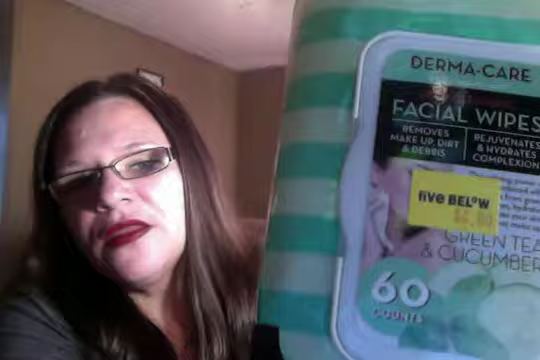 DERMA-CARE
FACIAL WIPES
REMOVES
MAKE UP, DIRT
& DEBRIS
REJUVENATES
& HYDRATES
COMPLEXION
five BEL°W
GREEN TEA
& CUCUMBER
60
COUNTS